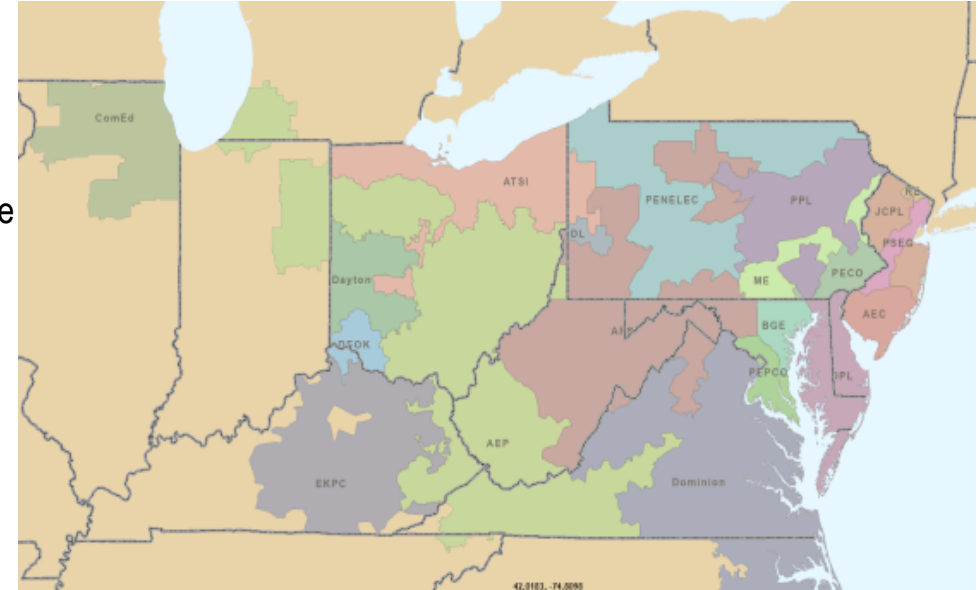 ComEd
e
ATSI
PENELEC
PPL
RE
JCPL
DL
PSEG
Dayton
ME
PECO
AEC
BGE
DEOK
PEPCO
DPL
AEP
EKPC
Dominion
42.0183, -74.8098